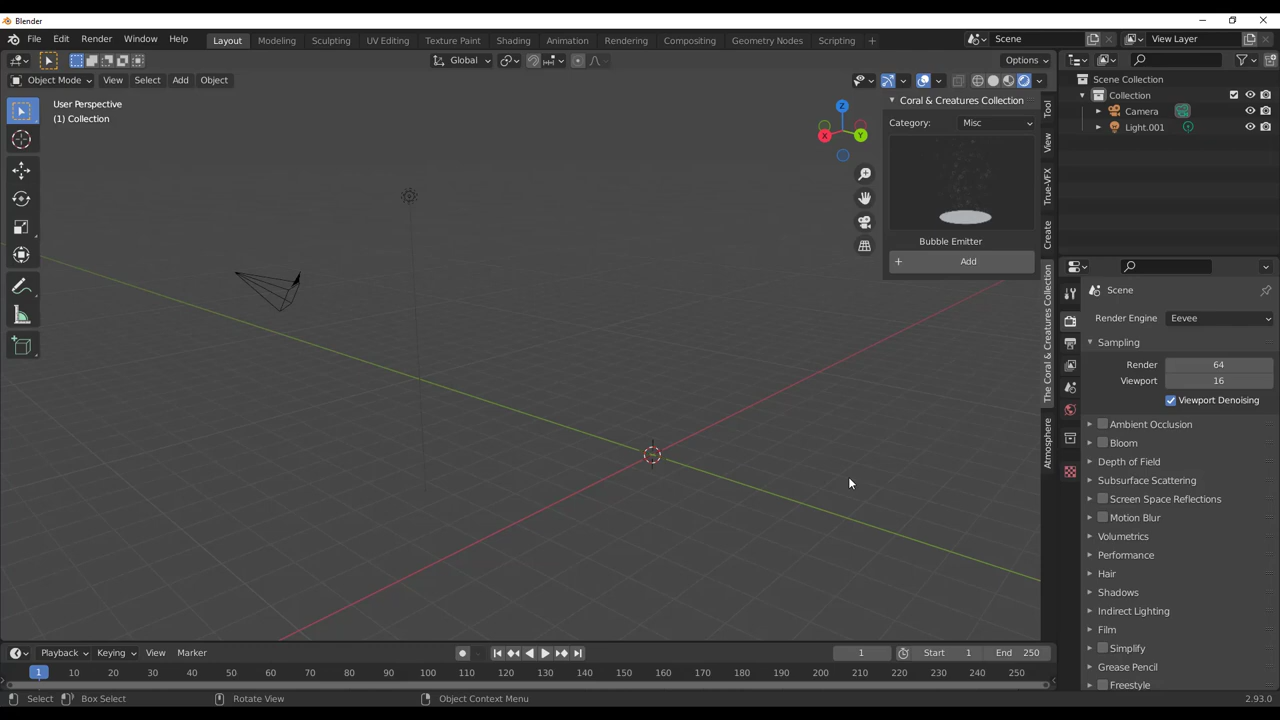 Blender
File Edit Render Window Help
Layout Modeling Sculpting UV Editing Texture Paint Shading Animation Rendering Compositing Geometry Nodes Scripting
Scene
View Layer
Global
Options
Object Mode View Select Add Object
User Perspective
(1) Collection
Z
X
Y
Coral & Creatures Collection
Category: Misc
Bubble Emitter
Add
Tool
View
True-VFX
Create
The Coral & Creatures Collection
Atmosphere
Scene Collection
Collection
Camera
Light.001
Scene
Render Engine Eevee
Sampling
Render 64
Viewport 16
Viewport Denoising
Ambient Occlusion
Bloom
Depth of Field
Subsurface Scattering
Screen Space Reflections
Motion Blur
Volumetrics
Performance
Hair
Shadows
Indirect Lighting
Film
Simplify
Grease Pencil
Freestyle
Playback Keying View Marker
1 Start 1 End 250
1 10 20 30 40 50 60 70 80 90 100 110 120 130 140 150 160 170 180 190 200 210 220 230 240 250
Select Box Select Rotate View Object Context Menu 2.93.0